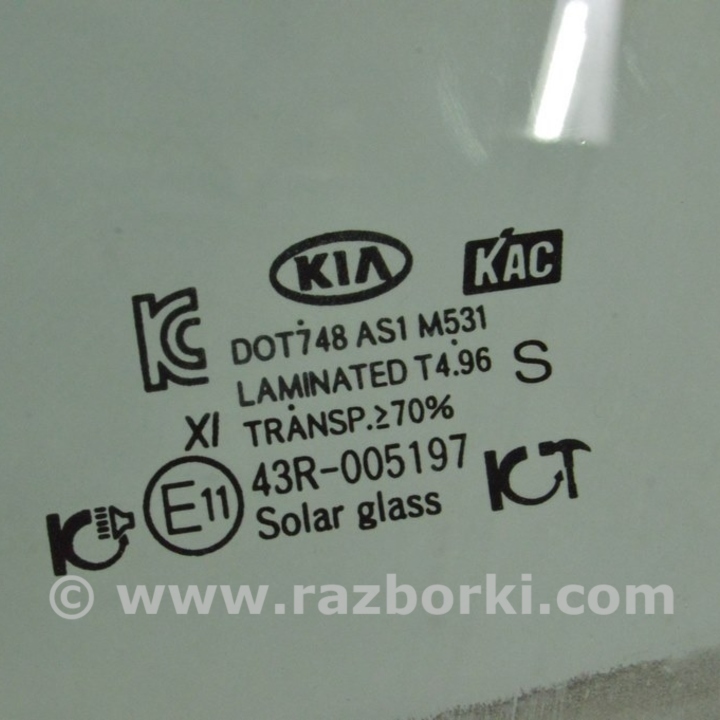 KIA KAC
DOT748 AS1 M531
LAMINATED T4.96 S
XI TRANSP.≥70%
E11 43R-005197
Solar glass
© www.razborki.com